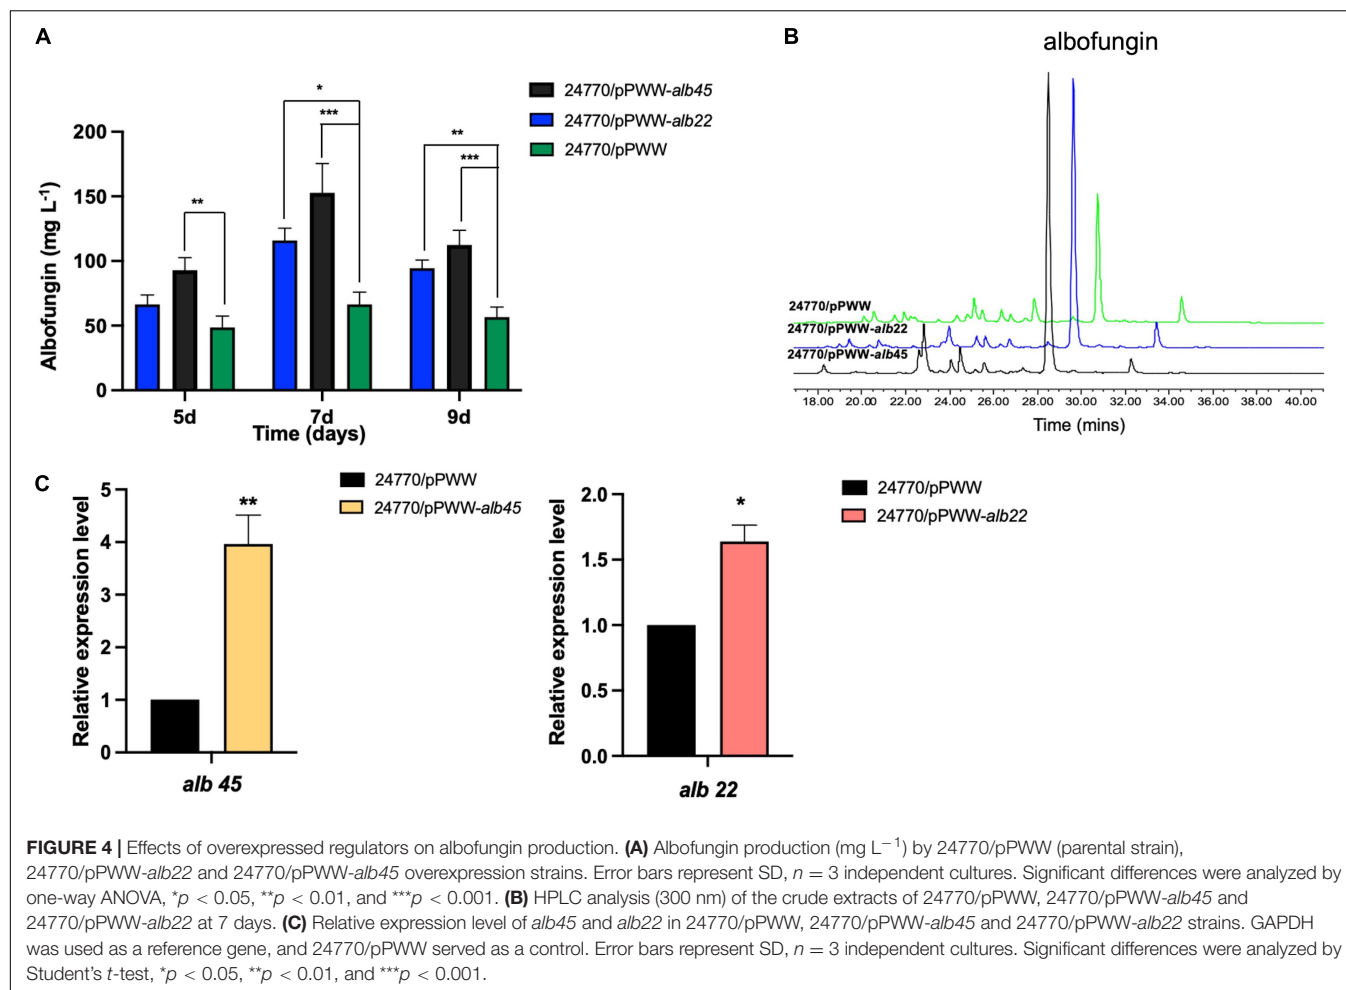 A
24770/pPWW-alb45
24770/pPWW-alb22
24770/pPWW
*
***
**
**
***
Albofungin (mg L-1)
200
150
100
50
0
5d
7d
9d
Time (days)
B
albofungin
24770/pPWW
24770/pPWW-alb22
24770/pPWW-alb45
18.00 20.00 22.00 24.00 26.00 28.00 30.00 32.00 34.00 36.00 38.00 40.00
Time (mins)
C
24770/pPWW
24770/pPWW-alb45
Relative expression level
5
4
3
2
1
0
**
alb 45
24770/pPWW
24770/pPWW-alb22
Relative expression level
2.0
1.5
1.0
0.5
0.0
*
alb 22
FIGURE 4 | Effects of overexpressed regulators on albofungin production. (A) Albofungin production (mg L−1) by 24770/pPWW (parental strain),
24770/pPWW-alb22 and 24770/pPWW-alb45 overexpression strains. Error bars represent SD, n = 3 independent cultures. Significant differences were analyzed by
one-way ANOVA, *p < 0.05, **p < 0.01, and ***p < 0.001. (B) HPLC analysis (300 nm) of the crude extracts of 24770/pPWW, 24770/pPWW-alb45 and
24770/pPWW-alb22 at 7 days. (C) Relative expression level of alb45 and alb22 in 24770/pPWW, 24770/pPWW-alb45 and 24770/pPWW-alb22 strains. GAPDH
was used as a reference gene, and 24770/pPWW served as a control. Error bars represent SD, n = 3 independent cultures. Significant differences were analyzed by
Student's t-test, *p < 0.05, **p < 0.01, and ***p < 0.001.